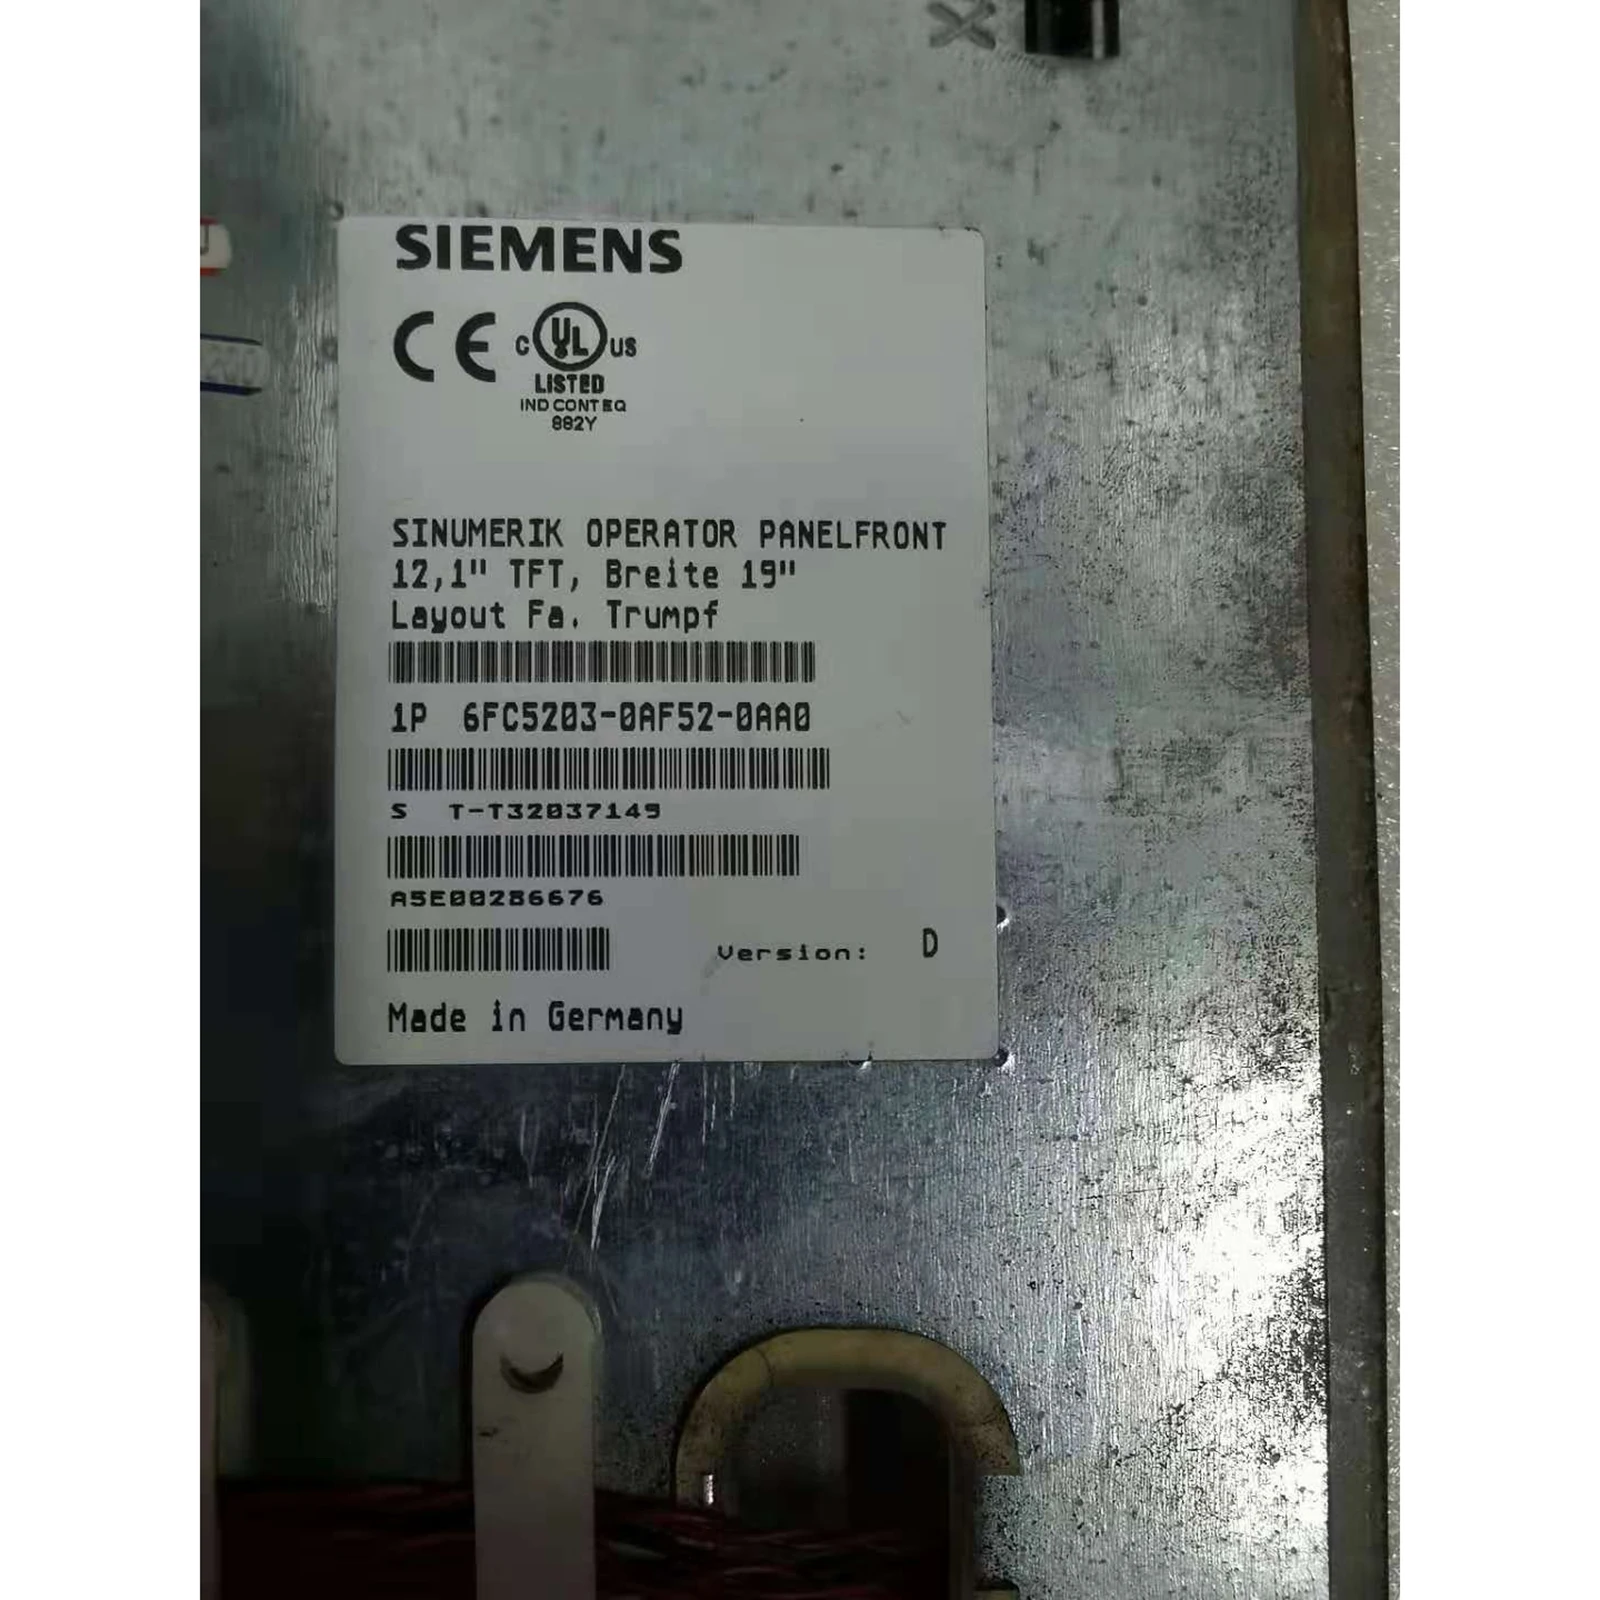 SIEMENS
CE C UL US
LISTED
IND CONT EQ
882Y
SINUMERIK OPERATOR PANELFRONT
12,1" TFT, Breite 19"
Layout Fa. Trumpf
1P 6FC5203-0AF52-0AA0
S T-T32037149
A5E00286676
Version: D
Made in Germany